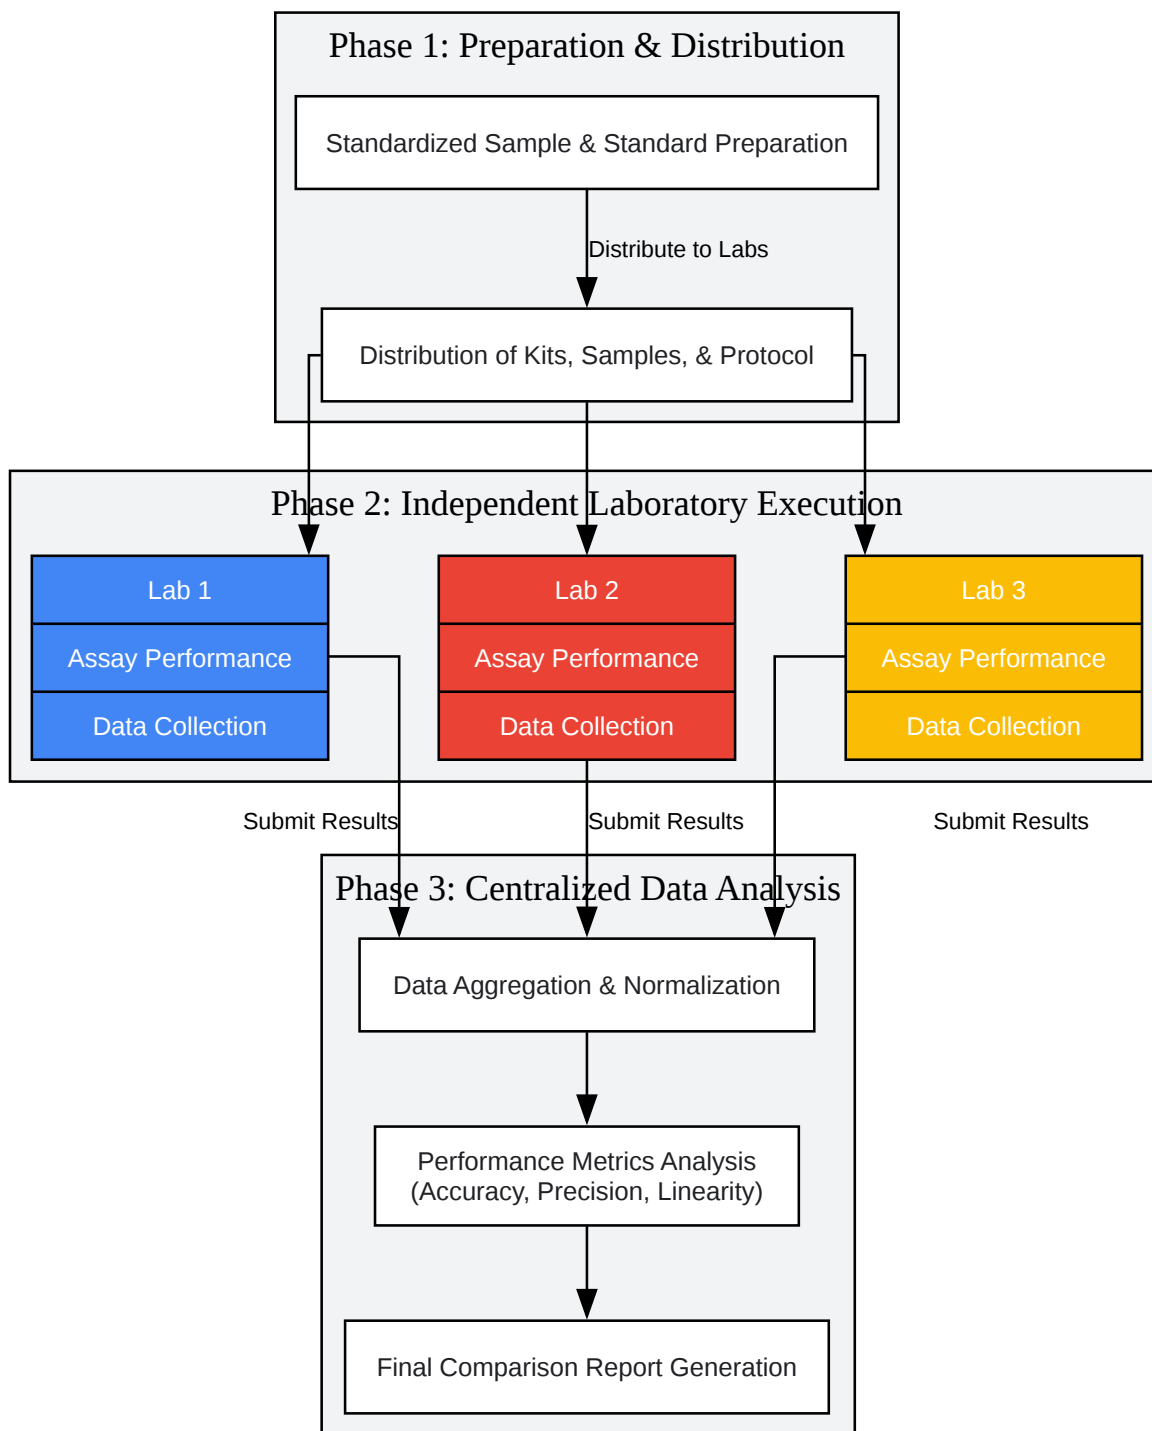 Phase 1: Preparation & Distribution
Standardized Sample & Standard Preparation
Distribute to Labs
Distribution of Kits, Samples, & Protocol
Phase 2: Independent Laboratory Execution
Lab 1
Assay Performance
Data Collection
Lab 2
Assay Performance
Data Collection
Lab 3
Assay Performance
Data Collection
Submit Results
Submit Results
Submit Results
Phase 3: Centralized Data Analysis
Data Aggregation & Normalization
Performance Metrics Analysis
(Accuracy, Precision, Linearity)
Final Comparison Report Generation